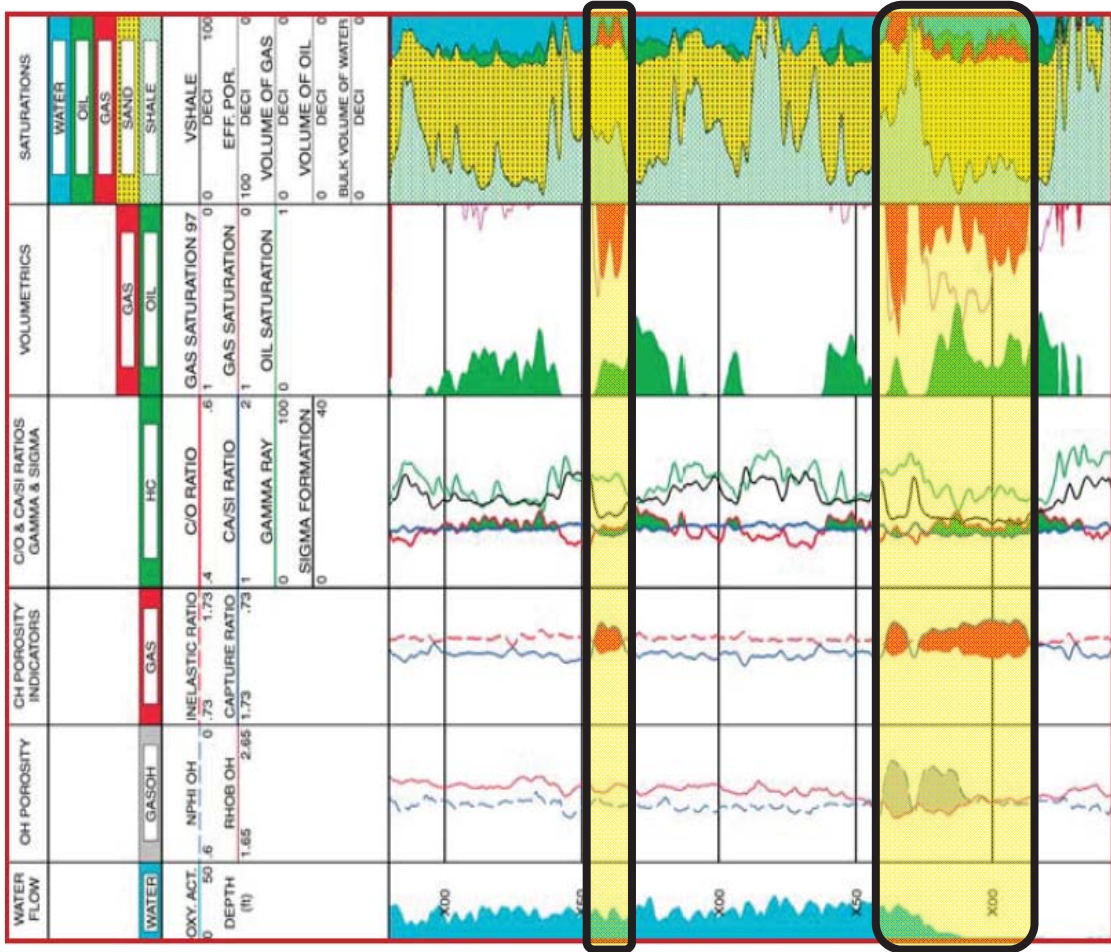 WATER
FLOW
WATER
OXY. ACT.
0 50
DEPTH
(ft)
OH POROSITY
GASOH
NPHI OH
.6 0
RHOB OH
1.65 2.65
CH POROSITY
INDICATORS
GAS
INELASTIC RATIO
.73 1.73
CAPTURE RATIO
1.73 .73
C/O & CA/SI RATIOS
GAMMA & SIGMA
HC
C/O RATIO
.4 .6
CA/SI RATIO
1 2
GAMMA RAY
0 100
SIGMA FORMATION
0 40
VOLUMETRICS
GAS
OIL
GAS SATURATION 97
1 0
GAS SATURATION
1 0
OIL SATURATION
0 1
SATURATIONS
WATER
OIL
GAS
SAND
SHALE
VSHALE
0 DECI 100
EFF. POR.
100 DECI 0
VOLUME OF GAS
0 DECI 0
VOLUME OF OIL
0 DECI 0
BULK VOLUME OF WATER
0 DECI 0
X00
X50
X00
X50
X00